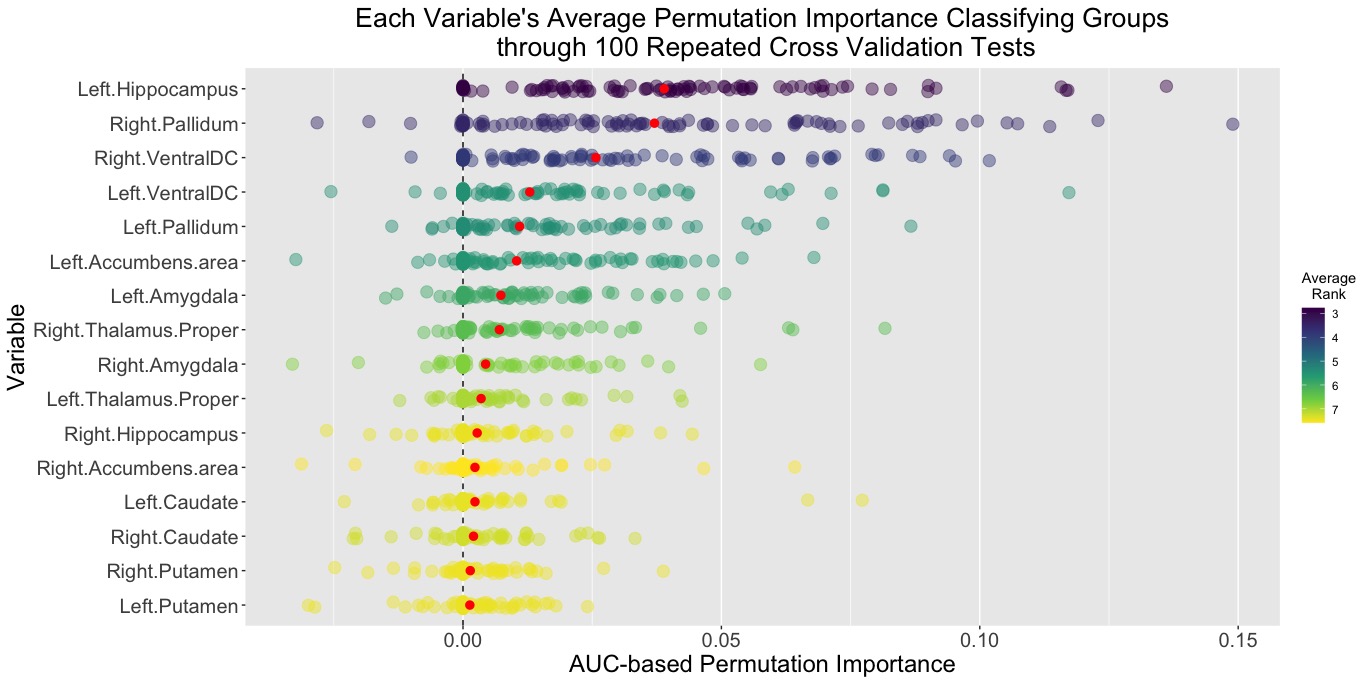 Each Variable's Average Permutation Importance Classifying Groups
through 100 Repeated Cross Validation Tests
Variable
Left.Hippocampus
Right.Pallidum
Right.VentralDC
Left.VentralDC
Left.Pallidum
Left.Accumbens.area
Left.Amygdala
Right.Thalamus.Proper
Right.Amygdala
Left.Thalamus.Proper
Right.Hippocampus
Right.Accumbens.area
Left.Caudate
Right.Caudate
Right.Putamen
Left.Putamen
0.00 0.05 0.10 0.15
AUC-based Permutation Importance
Average
Rank
3
4
5
6
7